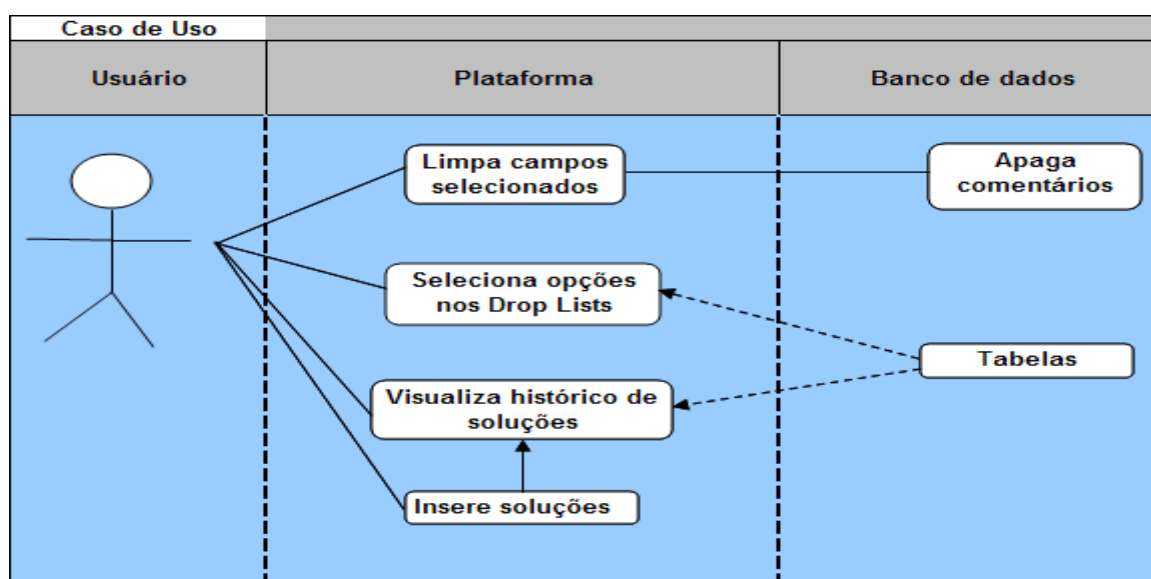 Caso de Uso
Usuário
Plataforma
Banco de dados
Limpa campos
selecionados
Apaga
comentários
Seleciona opções
nos Drop Lists
Tabelas
Visualiza histórico de
soluções
Insere soluções